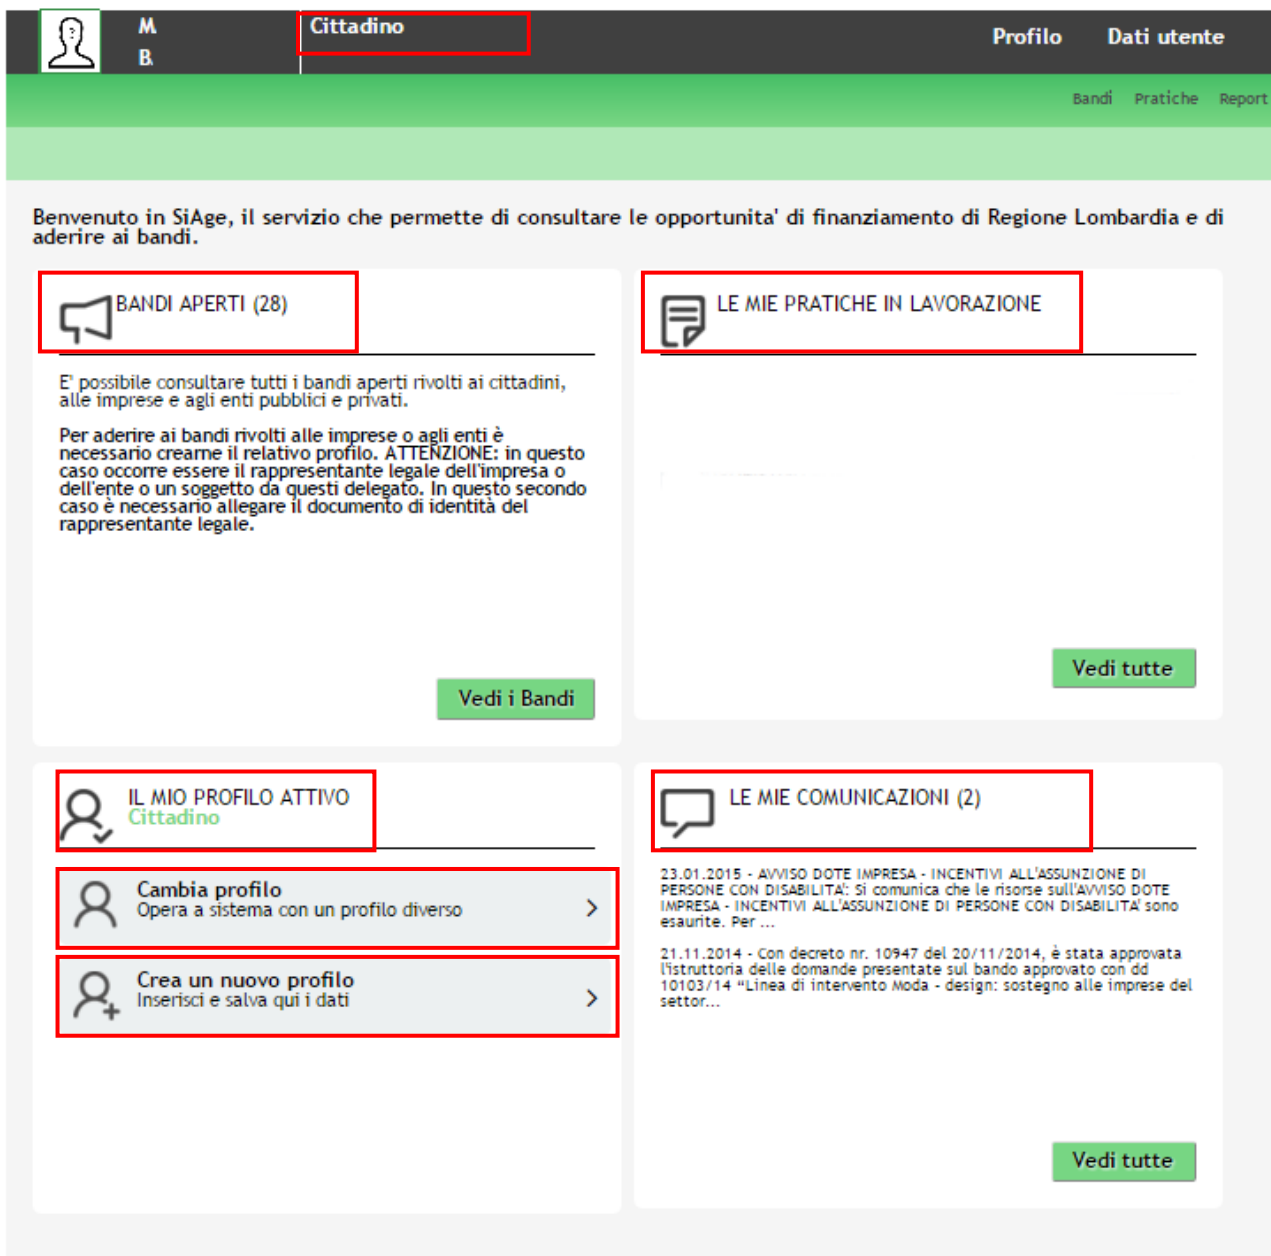 M
B.
Cittadino
Profilo Dati utente
Bandi Pratiche Report
Benvenuto in SiAge, il servizio che permette di consultare le opportunita' di finanziamento di Regione Lombardia e di
aderire ai bandi.
BANDI APERTI (28)
E' possibile consultare tutti i bandi aperti rivolti ai cittadini,
alle imprese e agli enti pubblici e privati.
Per aderire ai bandi rivolti alle imprese o agli enti è
necessario crearne il relativo profilo. ATTENZIONE: in questo
caso occorre essere il rappresentante legale dell'impresa o
dell'ente o un soggetto da questi delegato. In questo secondo
caso è necessario allegare il documento di identità del
rappresentante legale.
Vedi i Bandi
LE MIE PRATICHE IN LAVORAZIONE
Vedi tutte
IL MIO PROFILO ATTIVO
Cittadino
Cambia profilo
Opera a sistema con un profilo diverso
Crea un nuovo profilo
Inserisci e salva qui i dati
LE MIE COMUNICAZIONI (2)
23.01.2015 - AVVISO DOTE IMPRESA - INCENTIVI ALL'ASSUNZIONE DI
PERSONE CON DISABILITA': Si comunica che le risorse sull'AVVISO DOTE
IMPRESA - INCENTIVI ALL'ASSUNZIONE DI PERSONE CON DISABILITA' sono
esaurite. Per ...
21.11.2014 - Con decreto nr. 10947 del 20/11/2014, è stata approvata
l'istruttoria delle domande presentate sul bando approvato con dd
10103/14 “Linea di intervento Moda - design: sostegno alle imprese del
settor...
Vedi tutte